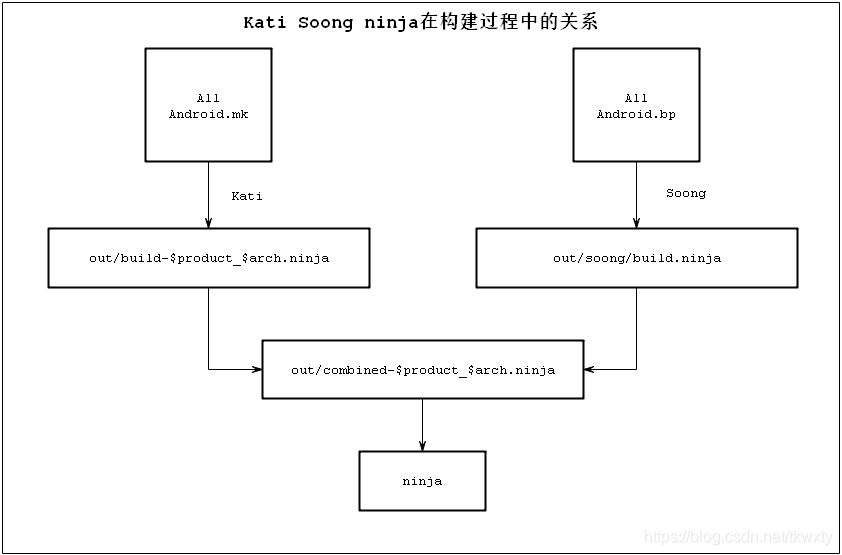 Kati Soong ninja在构建过程中的关系
All
Android.mk
All
Android.bp
Kati
Soong
out/build-$product_$arch.ninja
out/soong/build.ninja
out/combined-$product_$arch.ninja
ninja
https://blog.csdn.net/tkwxty